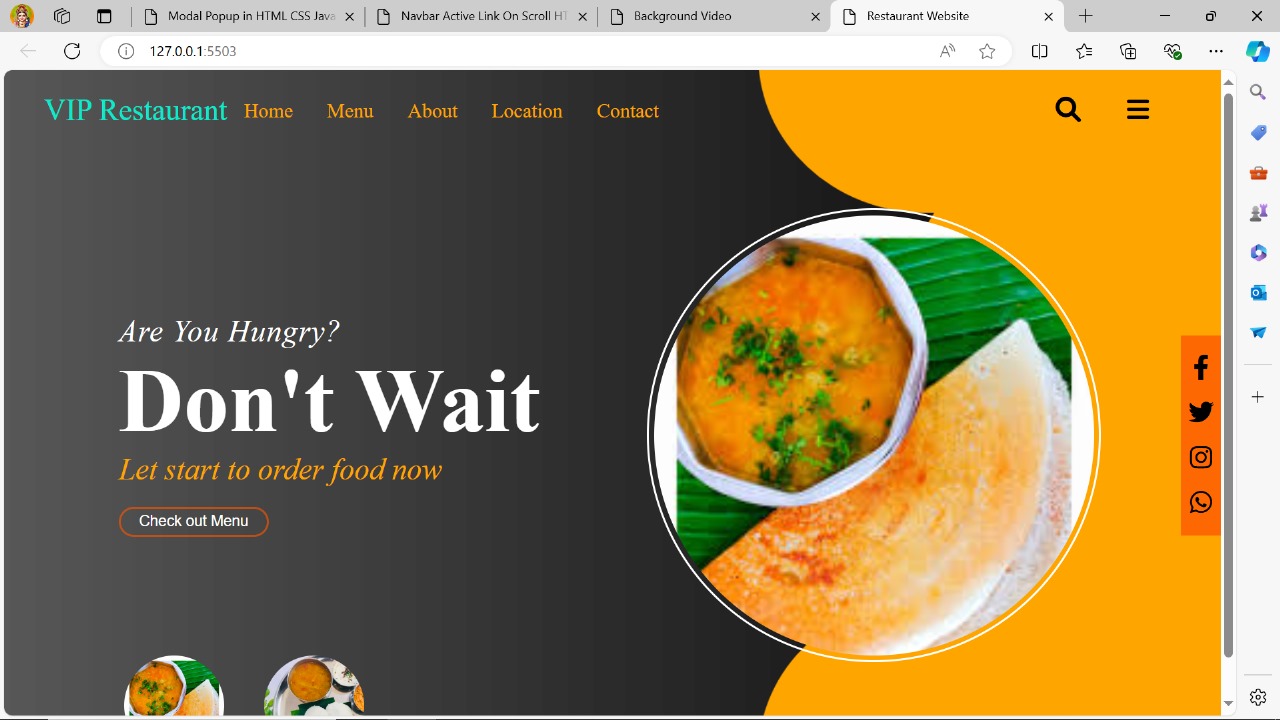 Modal Popup in HTML CSS Java
Navbar Active Link On Scroll HT
Background Video
Restaurant Website
127.0.0.1:5503
VIP Restaurant Home Menu About Location Contact
Are You Hungry?
Don't Wait
Let start to order food now
Check out Menu